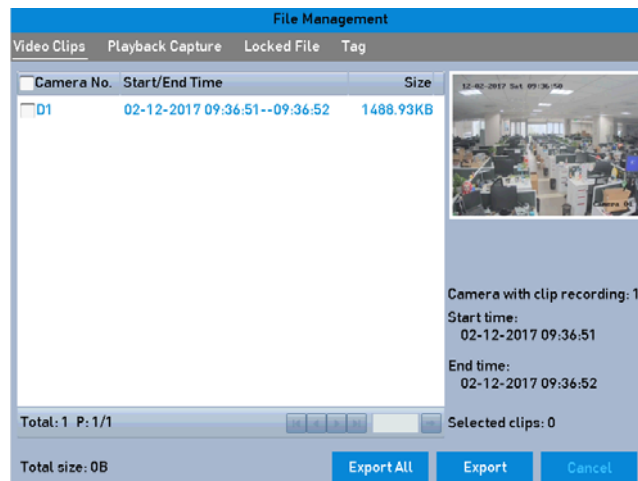 File Management
Video Clips Playback Capture Locked File Tag
Camera No. Start/End Time Size
D1 02-12-2017 09:36:51--09:36:52 1488.93KB
12-02-2017 Sat 09:36:50
Camera 01
Camera with clip recording: 1
Start time:
02-12-2017 09:36:51
End time:
02-12-2017 09:36:52
Total: 1 P: 1/1
Selected clips: 0
Total size: 0B
Export All
Export
Cancel